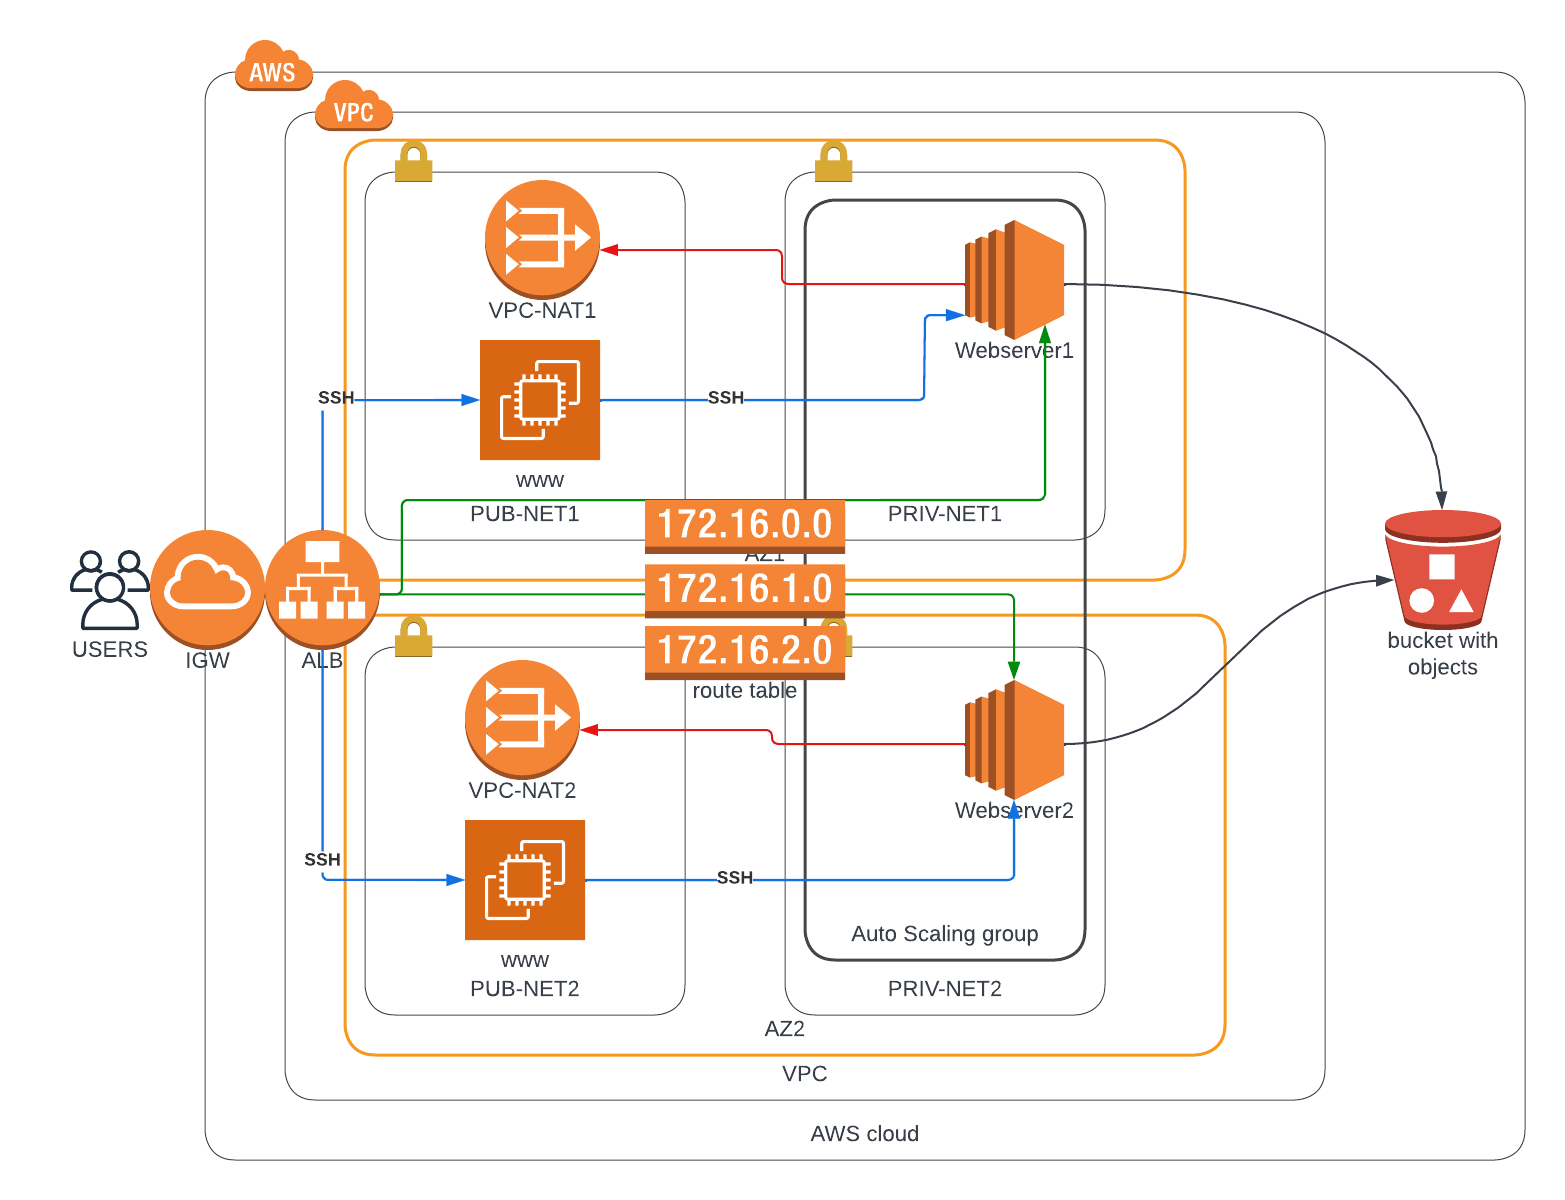 AWS
VPC
VPC-NAT1
Webserver1
SSH
SSH
www
PUB-NET1
PRIV-NET1
172.16.0.0
AZ1
172.16.1.0
172.16.2.0
route table
USERS
IGW
ALB
bucket with
objects
VPC-NAT2
Webserver2
SSH
SSH
Auto Scaling group
www
PUB-NET2
PRIV-NET2
AZ2
VPC
AWS cloud